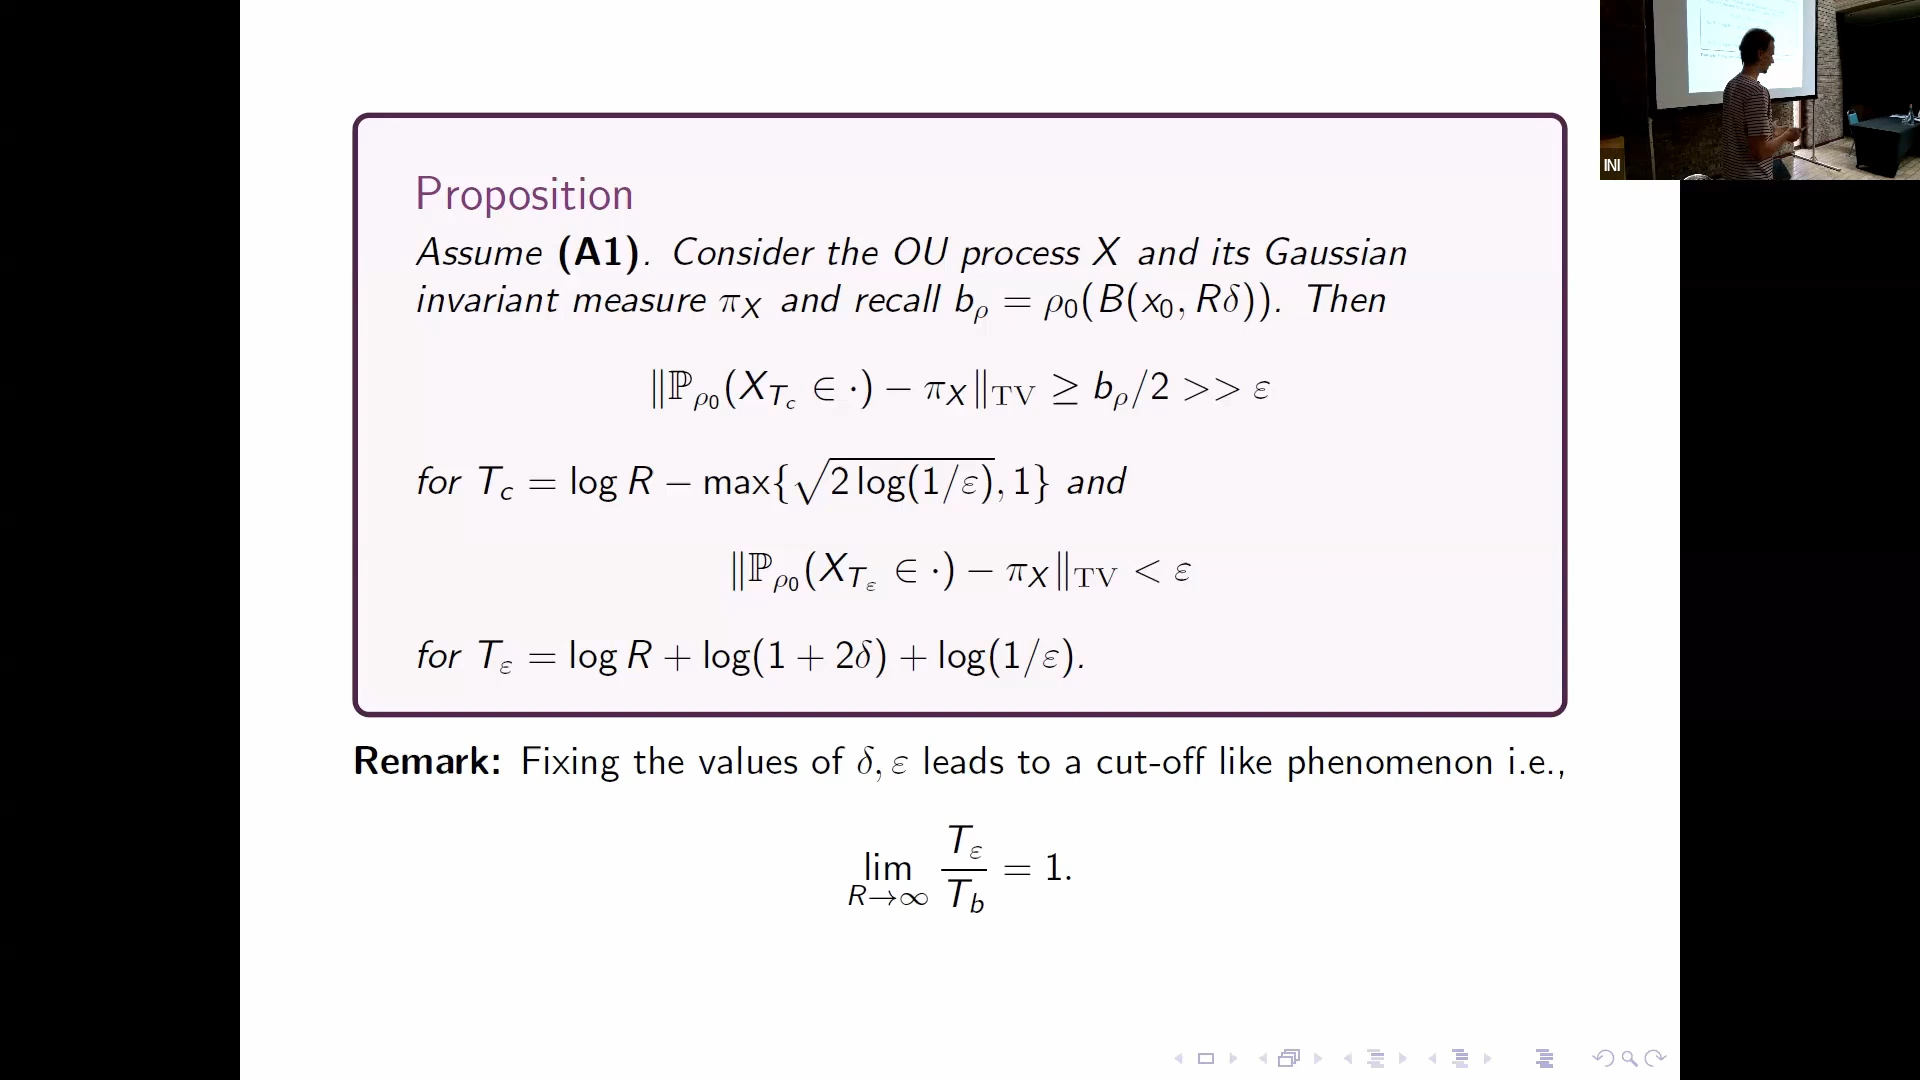 Proposition
Assume (A1). Consider the OU process X and its Gaussian
invariant measure π_X and recall b_ρ = ρ_0(B(x_0, Rδ)). Then
‖ℙ_{ρ_0}(X_{T_c} ∈ ·) − π_X‖_TV ≥ b_ρ/2 >> ε
for T_c = log R − max{√(2 log(1/ε)), 1} and
‖ℙ_{ρ_0}(X_{T_ε} ∈ ·) − π_X‖_TV < ε
for T_ε = log R + log(1 + 2δ) + log(1/ε).
Remark: Fixing the values of δ, ε leads to a cut-off like phenomenon i.e.,
lim_{R→∞} T_ε / T_b = 1.
INI